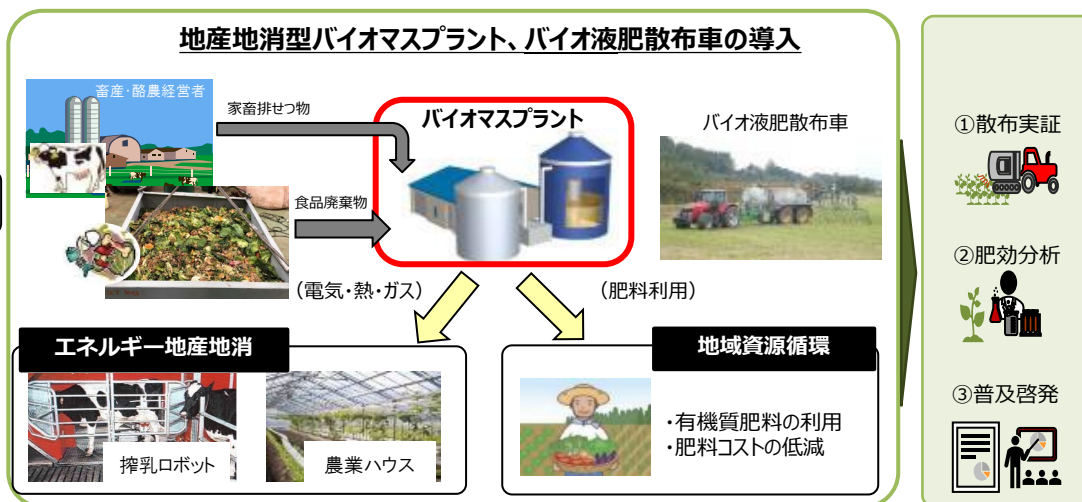 地産地消型バイオマスプラント、バイオ液肥散布車の導入
畜産・酪農経営者
家畜排せつ物
バイオマスプラント
バイオ液肥散布車
食品廃棄物
(電気・熱・ガス)
(肥料利用)
エネルギー地産地消
搾乳ロボット
農業ハウス
地域資源循環
・有機質肥料の利用
・肥料コストの低減
①散布実証
②肥効分析
③普及啓発